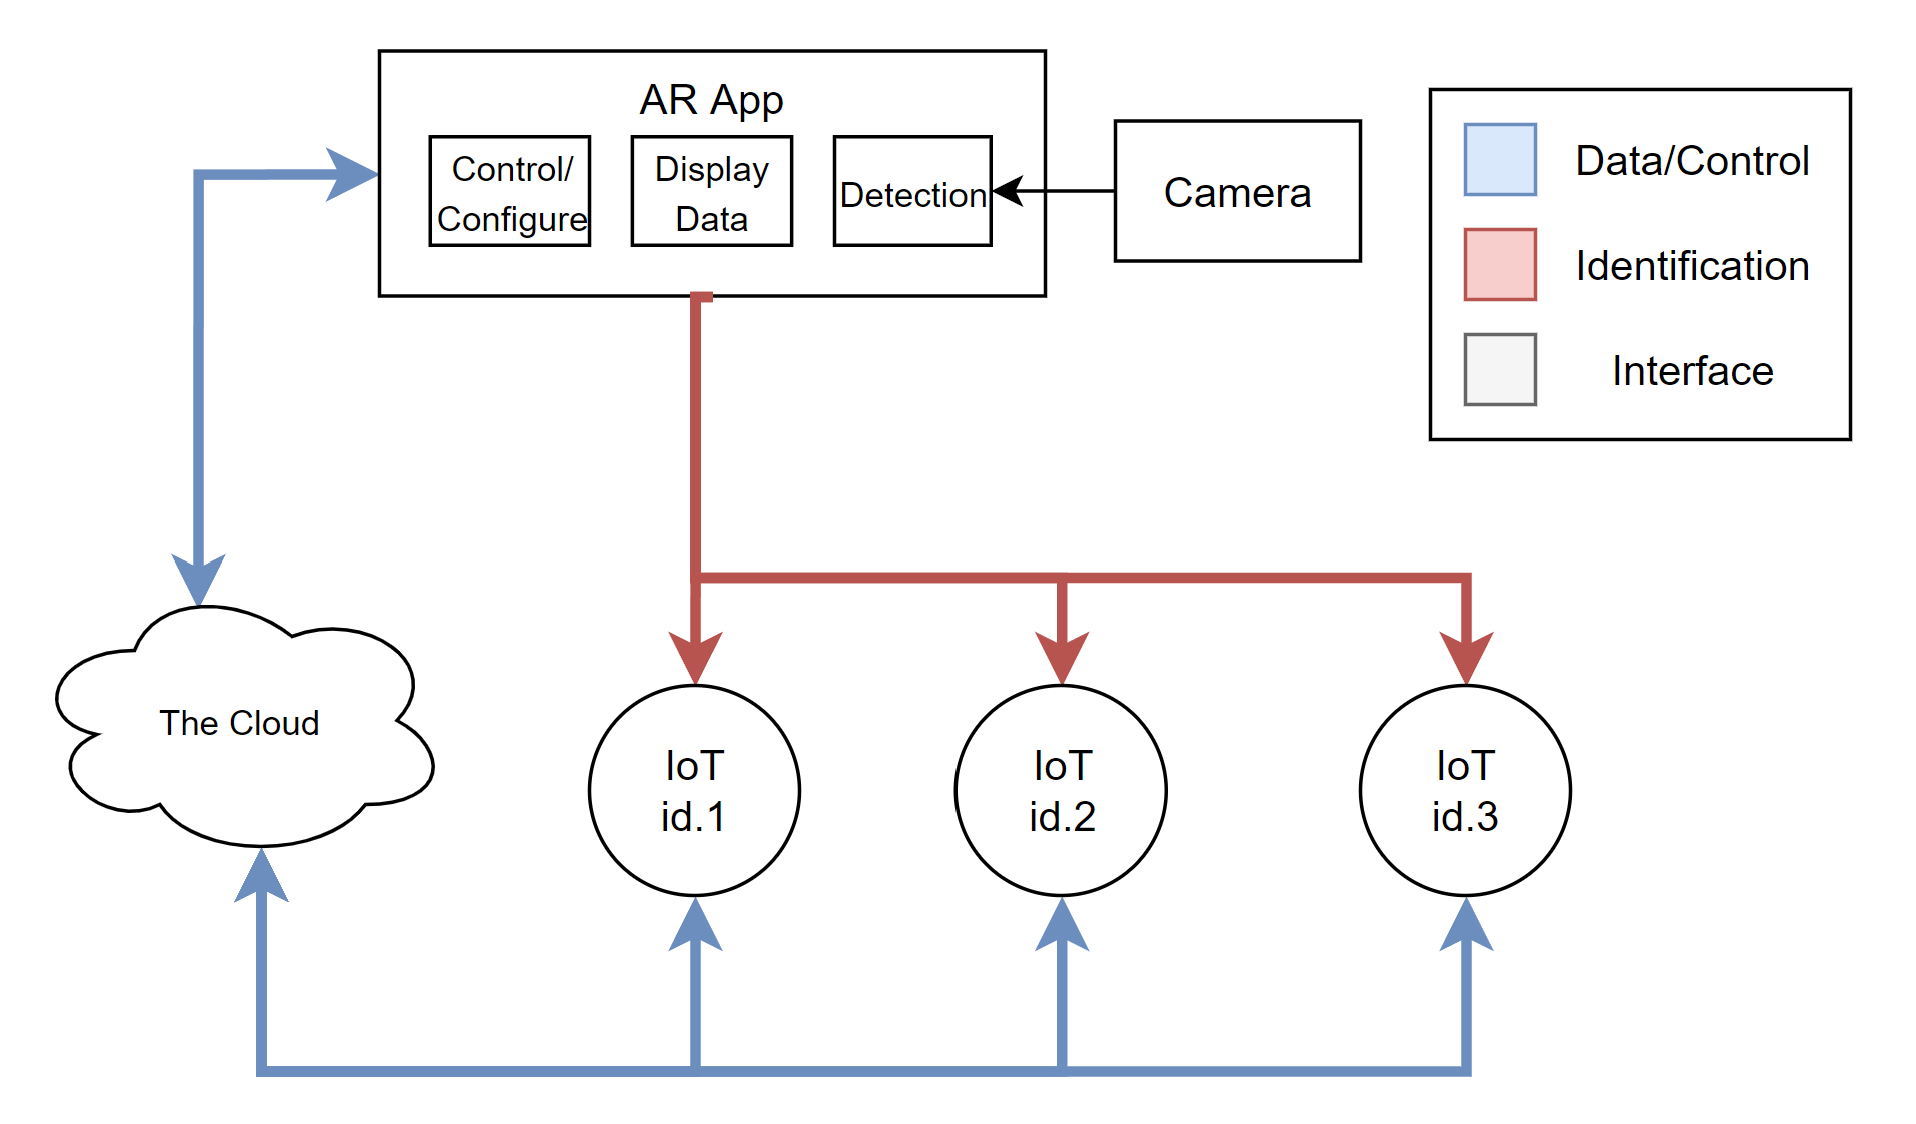 AR App
Control/
Configure
Display
Data
Detection
Camera
Data/Control
Identification
Interface
The Cloud
IoT
id.1
IoT
id.2
IoT
id.3